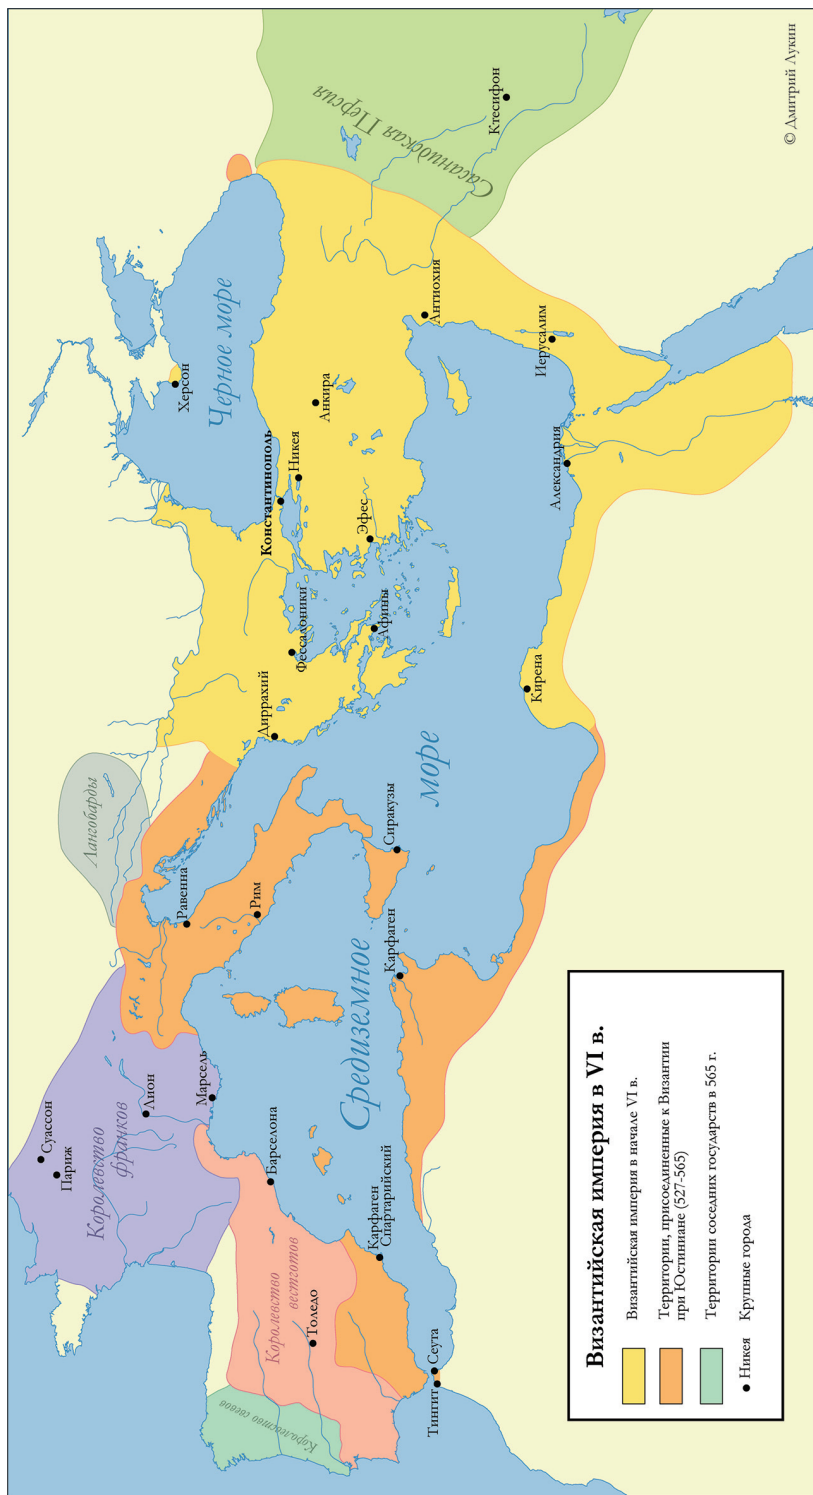 Византийская империя в VI в.
Византийская империя в начале VI в.
Территории, присоединенные к Византии
при Юстиниане (527-565)
Территории соседних государств в 565 г.
Никея
Крупные города
Суассон
Париж
Королевство
франков
Лион
Марсель
Барселона
Королевство
вестготов
Толедо
Королевство свевов
Карфаген
Спартарийский
Сеута
Тингит
Лангобарды
Равенна
Рим
Сиракузы
Карфаген
Средиземное
море
Диррахий
Фессалоники
Афины
Константинополь
Никея
Эфес
Анкира
Херсон
Черное море
Кирена
Александрия
Иерусалим
Антиохия
Сасанидская Персия
Ктесифон
© Дмитрий Лукин